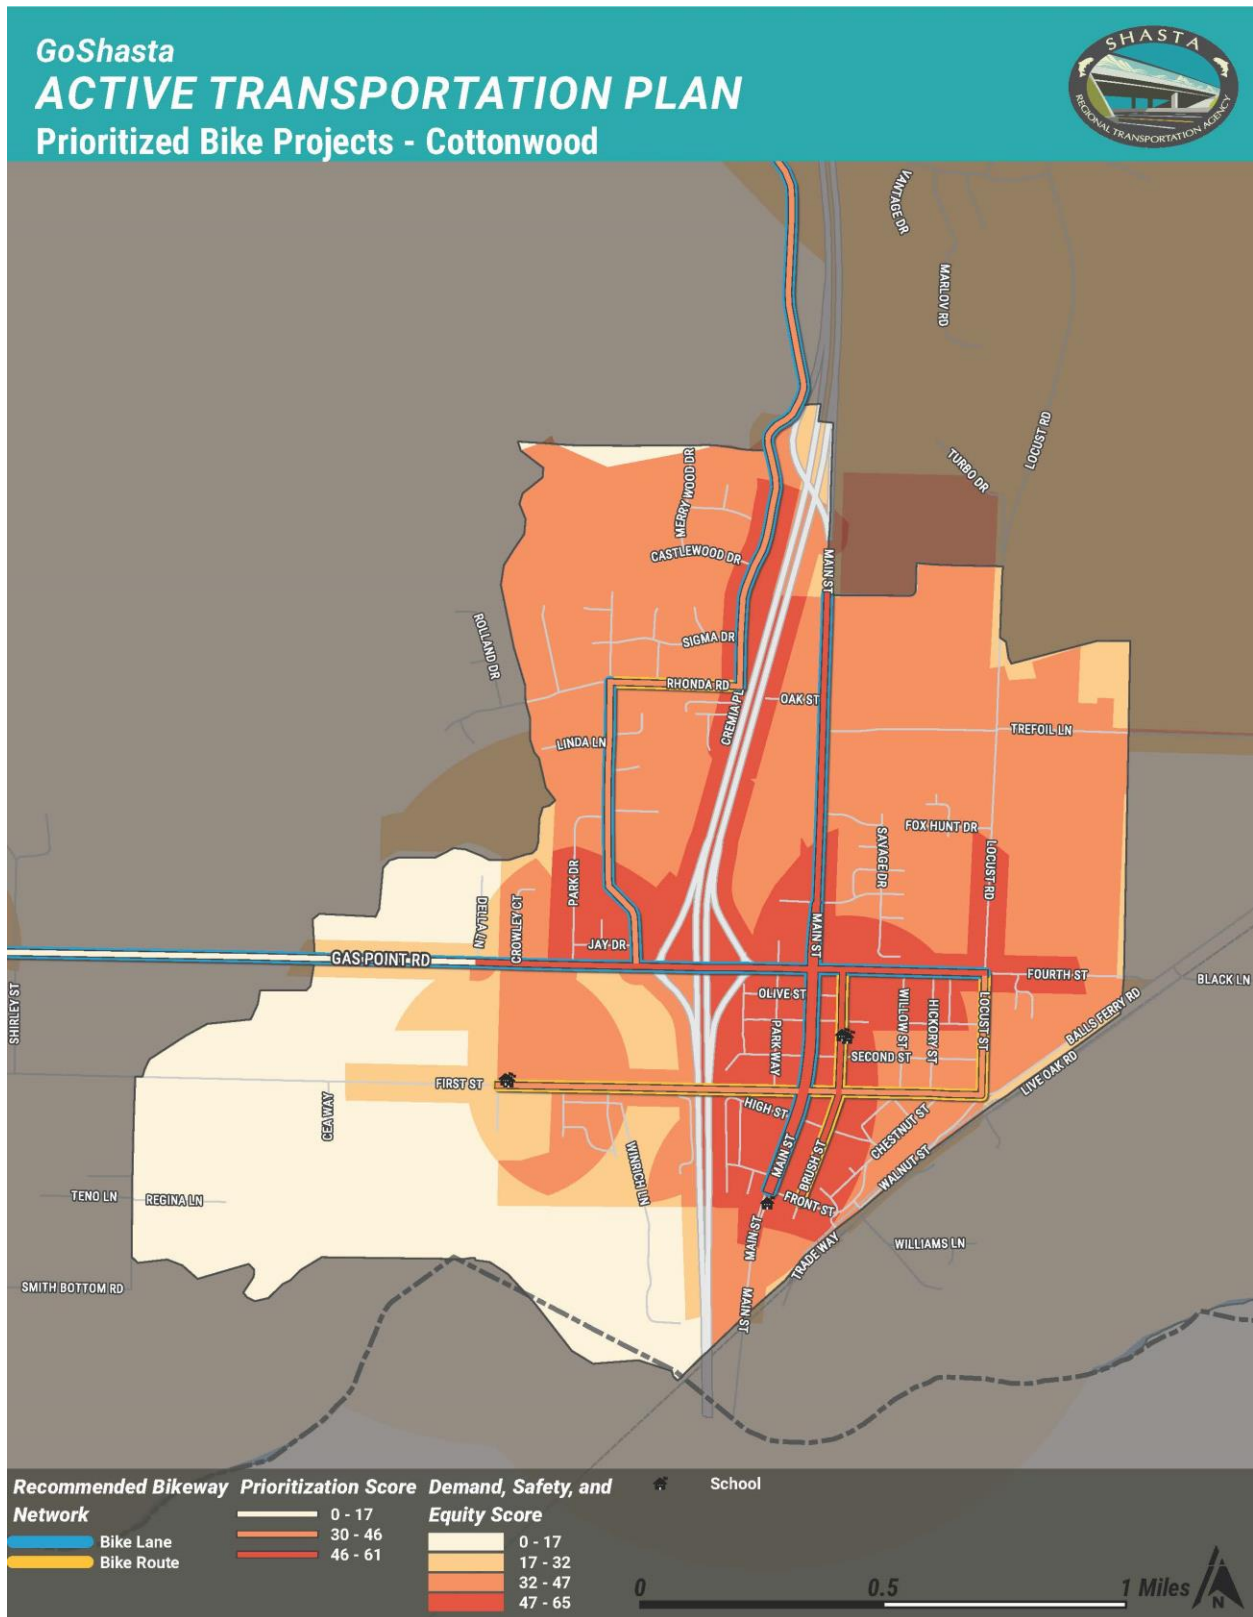 GoShasta
ACTIVE TRANSPORTATION PLAN
Prioritized Bike Projects - Cottonwood
SHASTA
REGIONAL TRANSPORTATION AGENCY
VANTAGE DR
MARLOV RD
LOCUST RD
TURBO DR
MERRY WOOD DR
CASTLEWOOD DR
MAIN ST
ROLLAND DR
SIGMA DR
RHONDA RD
OAK ST
CREMIA PL
LINDA LN
TREFOIL LN
FOX HUNT DR
SAVAGE DR
LOCUST RD
PARK DR
DELLA LN
CROWLEY CT
JAY DR
MAIN ST
GAS POINT RD
FOURTH ST
BLACK LN
SHIRLEY ST
OLIVE ST
WILLOW ST
HICKORY ST
LOCUST ST
BALLS FERRY RD
PARK WAY
SECOND ST
LIVE OAK RD
FIRST ST
CEA WAY
HIGH ST
CHESTNUT ST
MAIN ST
BRUSH ST
WINRICH LN
WALNUT ST
TENO LN
REGINA LN
FRONT ST
MAIN ST
TRADE WAY
WILLIAMS LN
SMITH BOTTOM RD
MAIN ST
Recommended Bikeway Network
Bike Lane
Bike Route
Prioritization Score
0 - 17
30 - 46
46 - 61
Demand, Safety, and
Equity Score
0 - 17
17 - 32
32 - 47
47 - 65
School
0
0.5
1 Miles
N